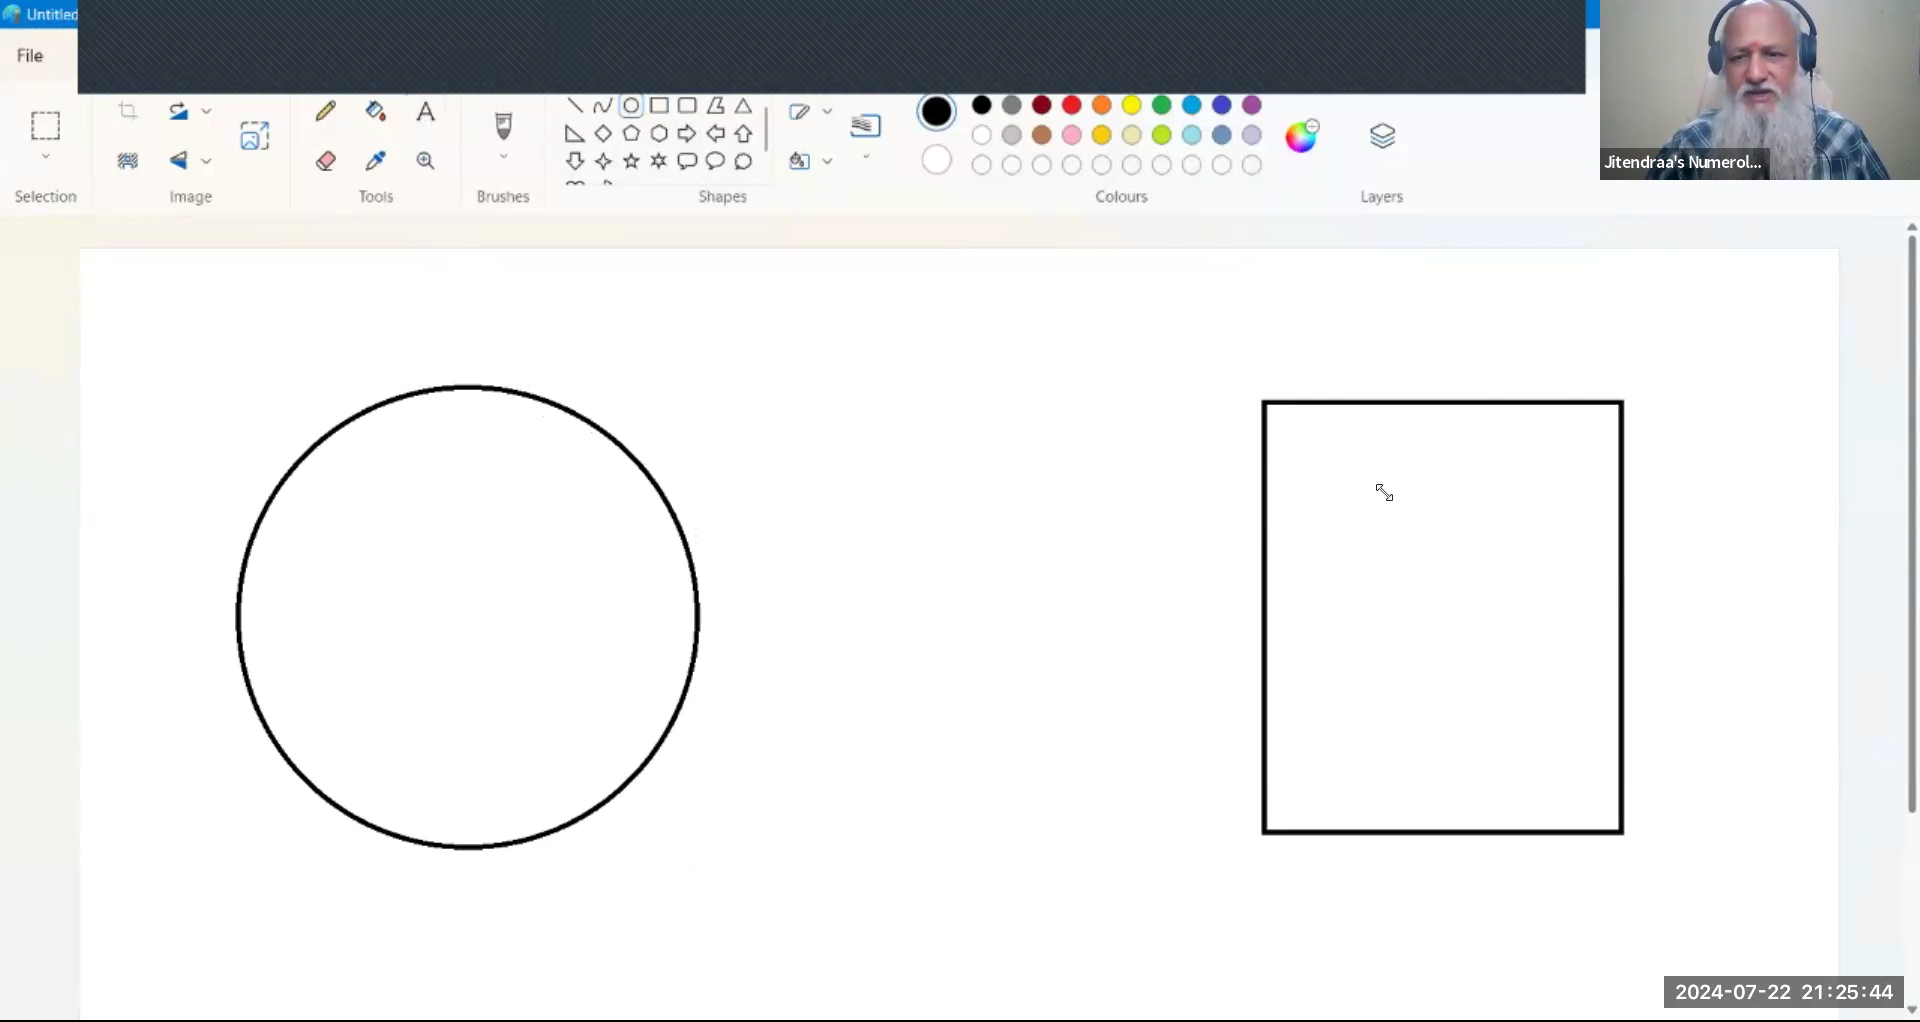 Untitled
File
Jitendraa's Numerol...
A
Selection
Image
Tools
Brushes
Shapes
Colours
Layers
2024-07-22 21:25:44